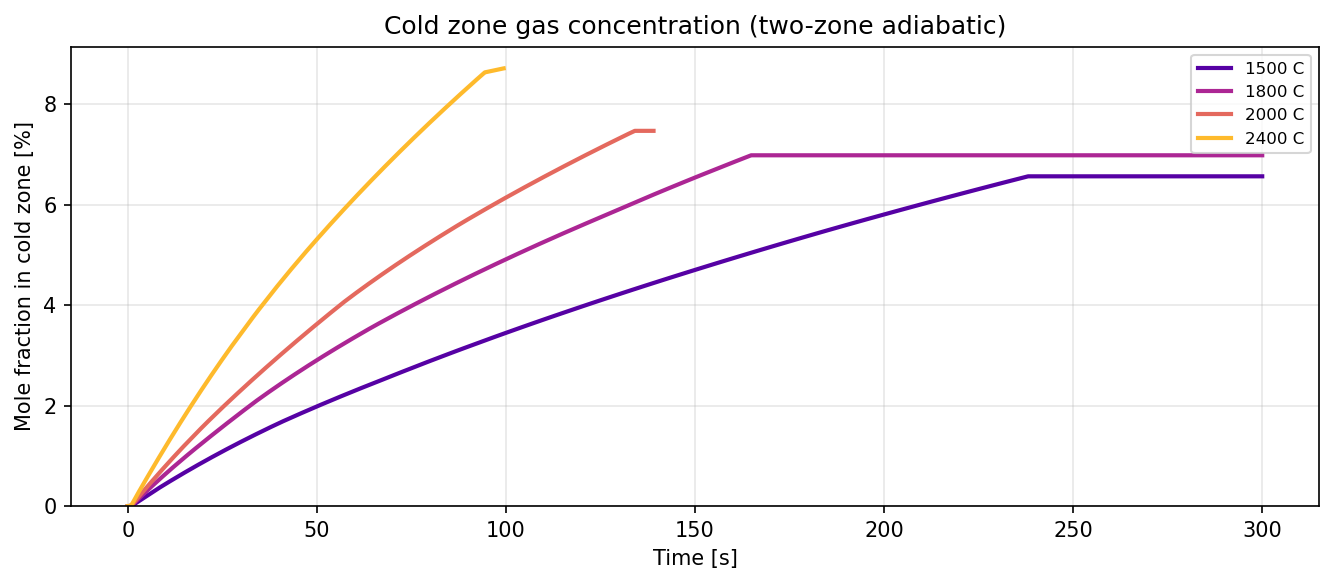 Cold zone gas concentration (two-zone adiabatic)
Mole fraction in cold zone [%]
8
6
4
2
0
0 50 100 150 200 250 300
Time [s]
1500 C
1800 C
2000 C
2400 C